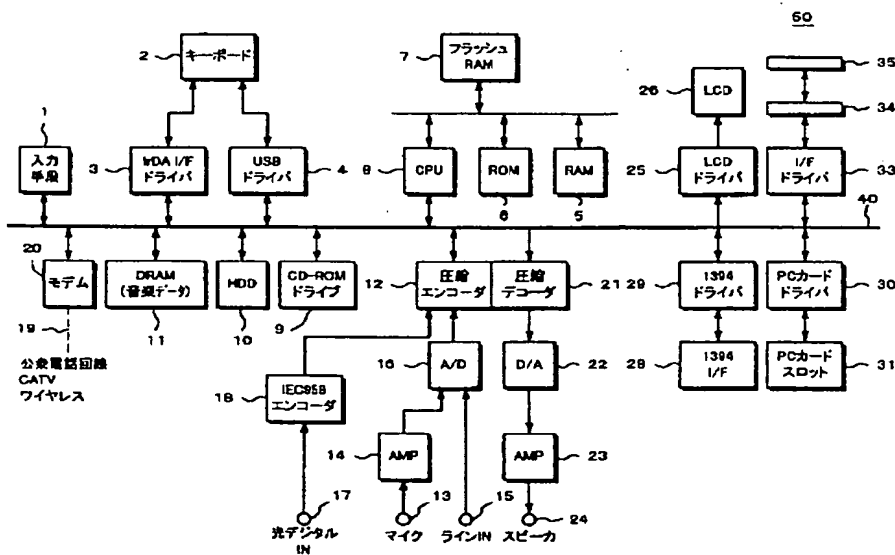 50
2
キーボード
7
フラッシュ
RAM
35
26
LCD
34
1
入力
手段
3
IrDA I/F
ドライバ
USB
ドライバ
4
8
CPU
ROM
6
RAM
5
25
LCD
ドライバ
I/F
ドライバ
33
40
20
モデム
DRAM
(音楽データ)
11
HDD
10
CD-ROM
ドライブ
9
12
圧縮
エンコーダ
圧縮
デコーダ
21
29
1394
ドライバ
PCカード
ドライバ
30
19
公衆電話回線
CATV
ワイヤレス
18
IEC958
エンコーダ
16
A/D
D/A
22
28
1394
I/F
PCカード
スロット
31
14
AMP
AMP
23
17
13
15
24
光デジタル
IN
マイク
ラインIN
スピーカ